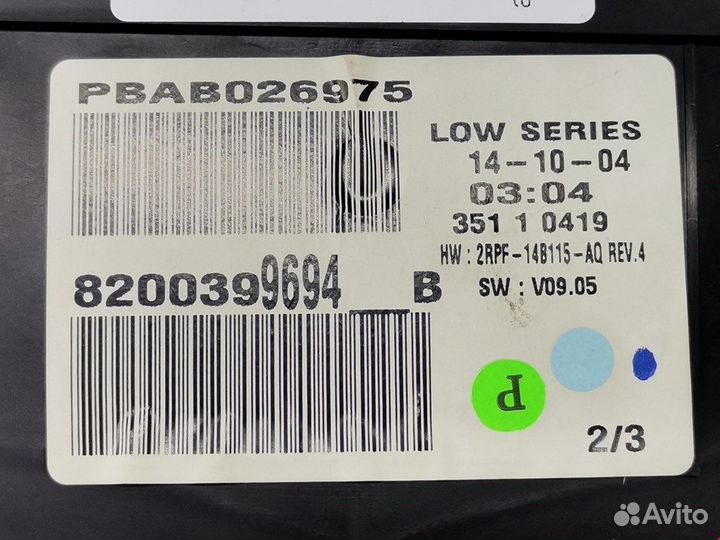 PBAB026975
LOW SERIES
14-10-04
03:04
351 1 0419
HW : 2RPF-14B115-AQ REV.4
SW : V09.05
8200399694__B
P
2/3
Avito